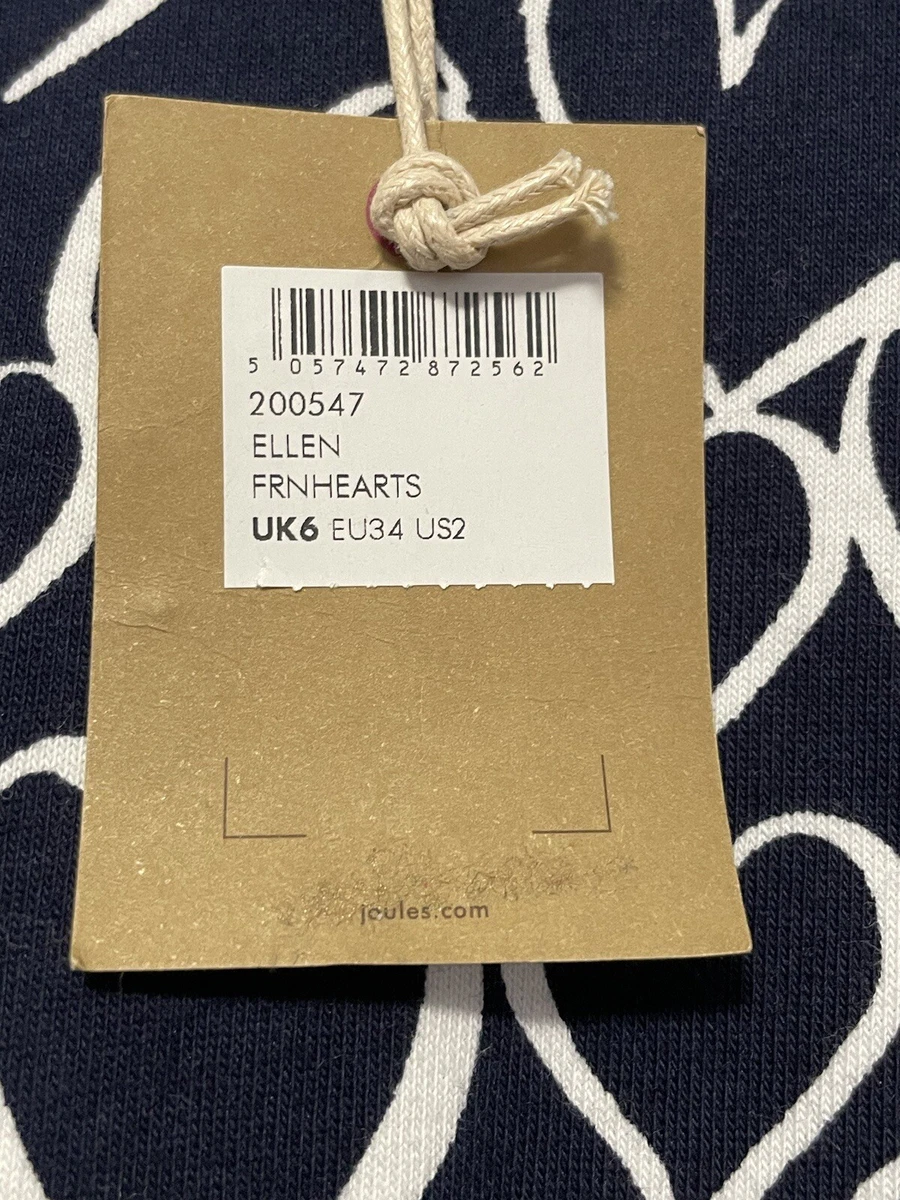 5 057472 872562
200547
ELLEN
FRNHEARTS
UK6 EU34 US2
joules.com